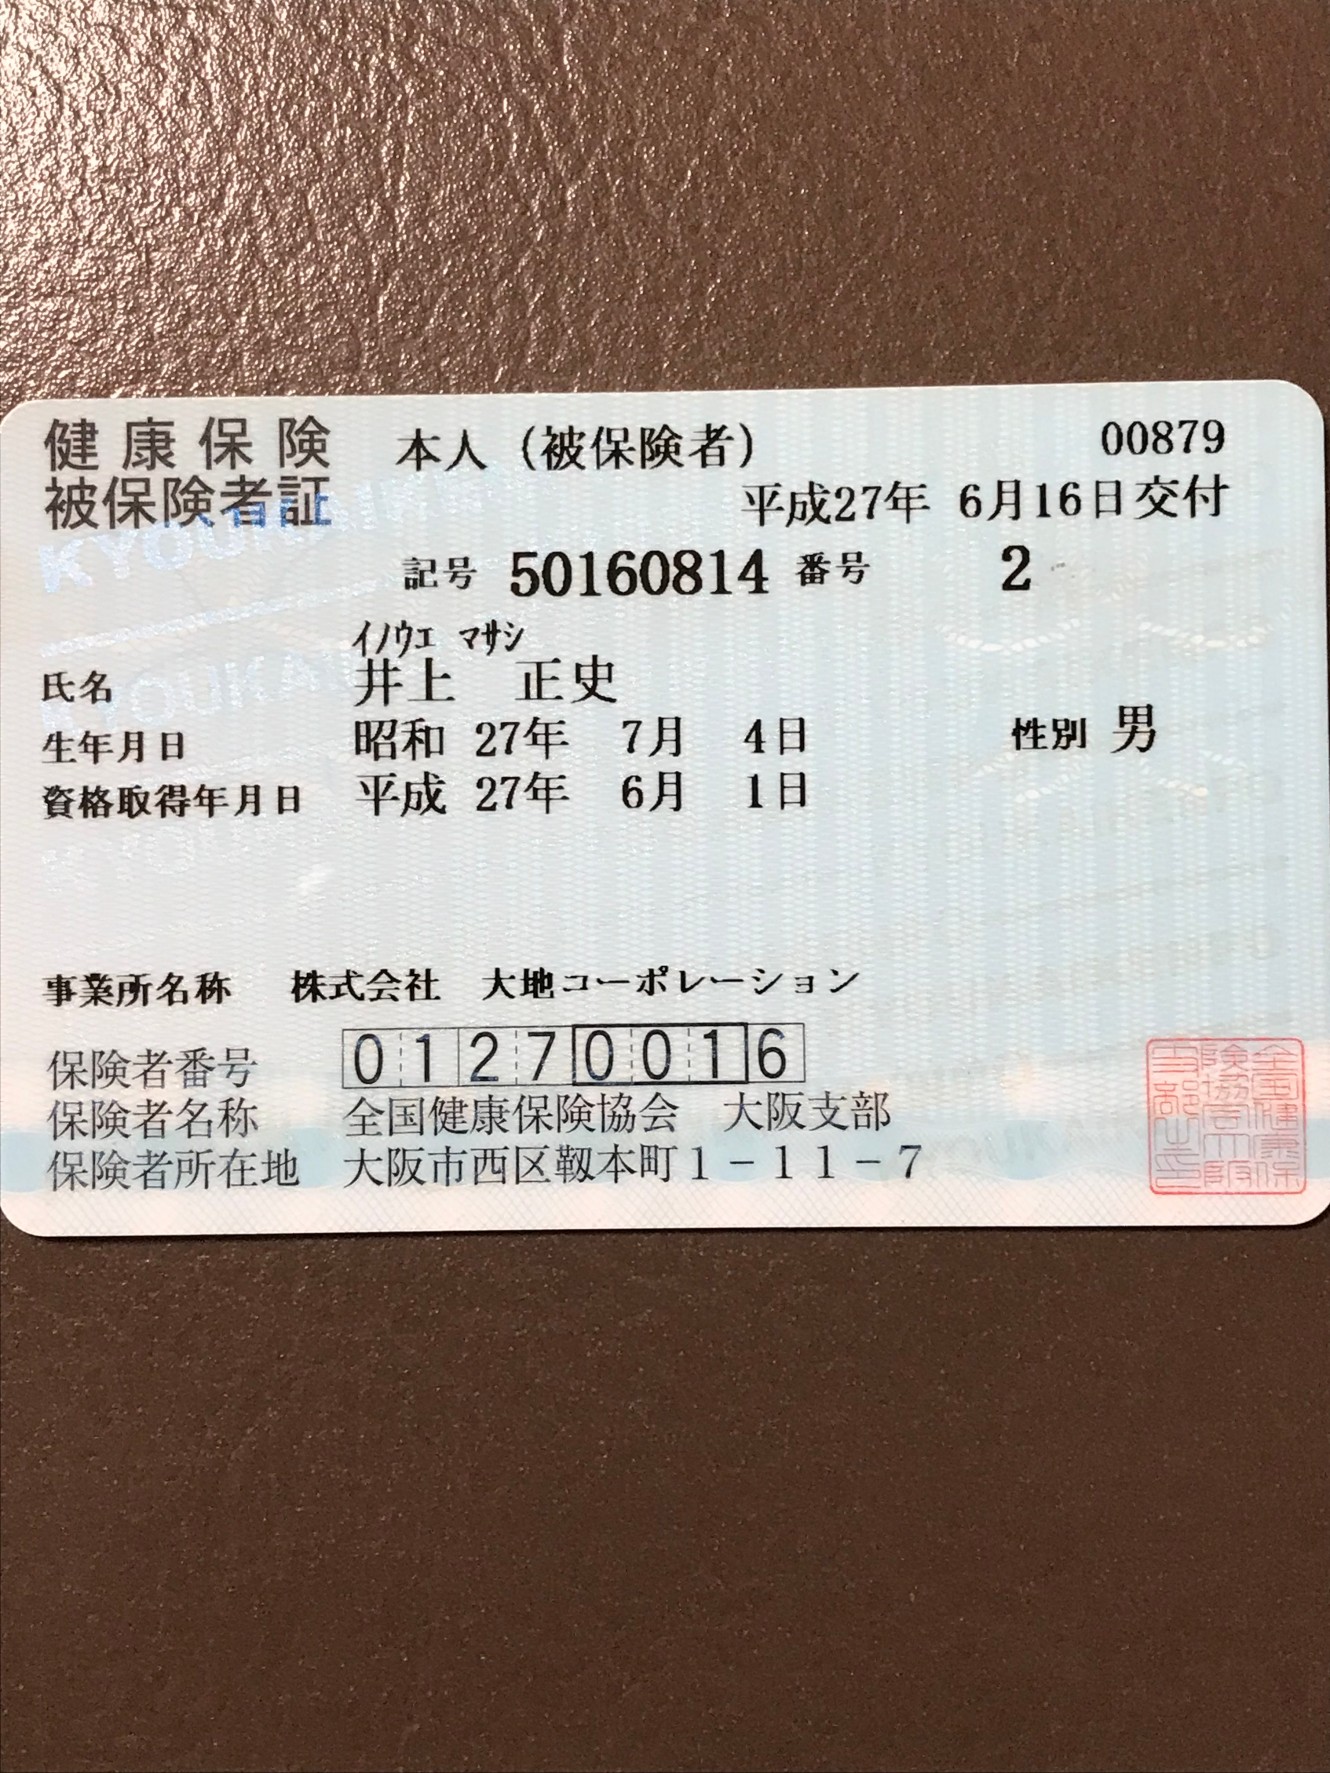 健康保険 本人（被保険者） 00879
被保険者証 平成27年 6月16日交付
記号 50160814 番号 2
ｲﾉｳｴ ﾏｻｼ
氏名 井上 正史
生年月日 昭和 27年 7月 4日 性別 男
資格取得年月日 平成 27年 6月 1日
事業所名称 株式会社 大地コーポレーション
保険者番号 01270016
保険者名称 全国健康保険協会 大阪支部
保険者所在地 大阪市西区靱本町１－１１－７